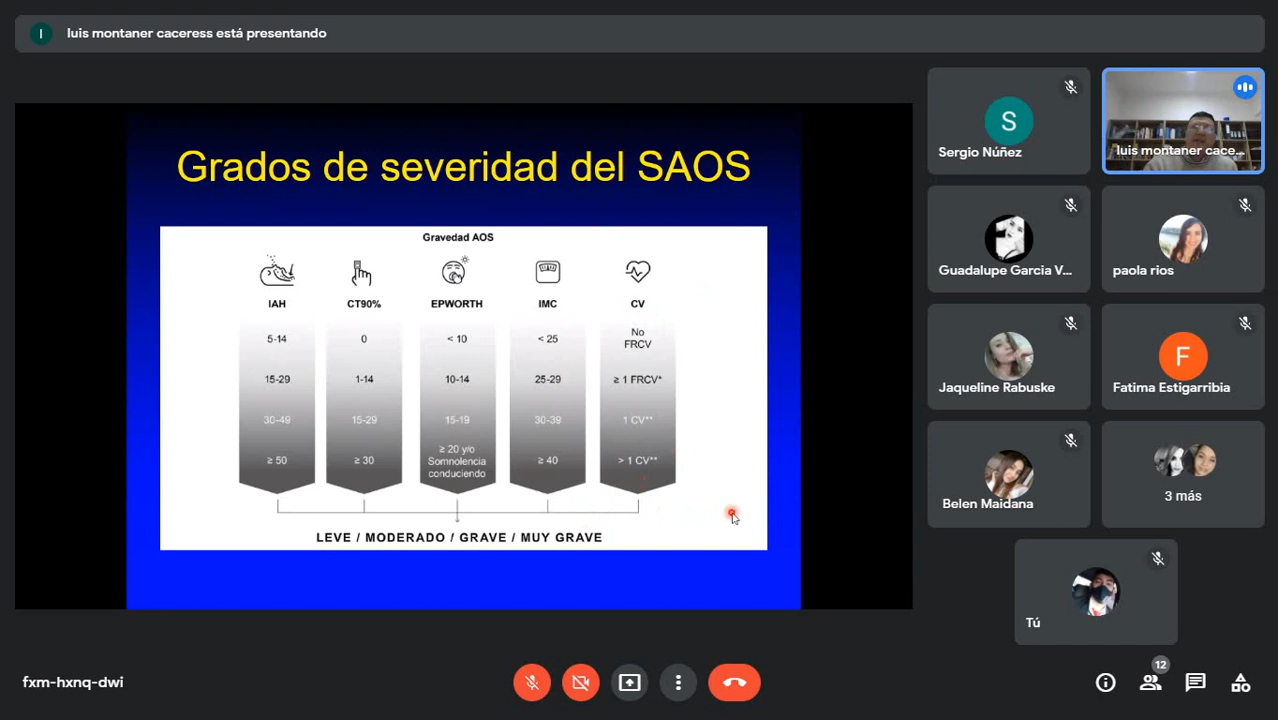 I
luis montaner caceress está presentando
Grados de severidad del SAOS
Gravedad AOS
IAH CT90% EPWORTH IMC CV
5-14 0 < 10 < 25 No FRCV
15-29 1-14 10-14 25-29 ≥ 1 FRCV*
30-49 15-29 15-19 30-39 1 CV**
≥ 50 ≥ 30 ≥ 20 y/o Somnolencia conduciendo ≥ 40 > 1 CV**
LEVE / MODERADO / GRAVE / MUY GRAVE
S
Sergio Núñez
luis montaner cace...
Guadalupe Garcia V...
paola rios
Jaqueline Rabuske
F
Fatima Estigarribia
Belen Maidana
3 más
Tú
fxm-hxnq-dwi
12